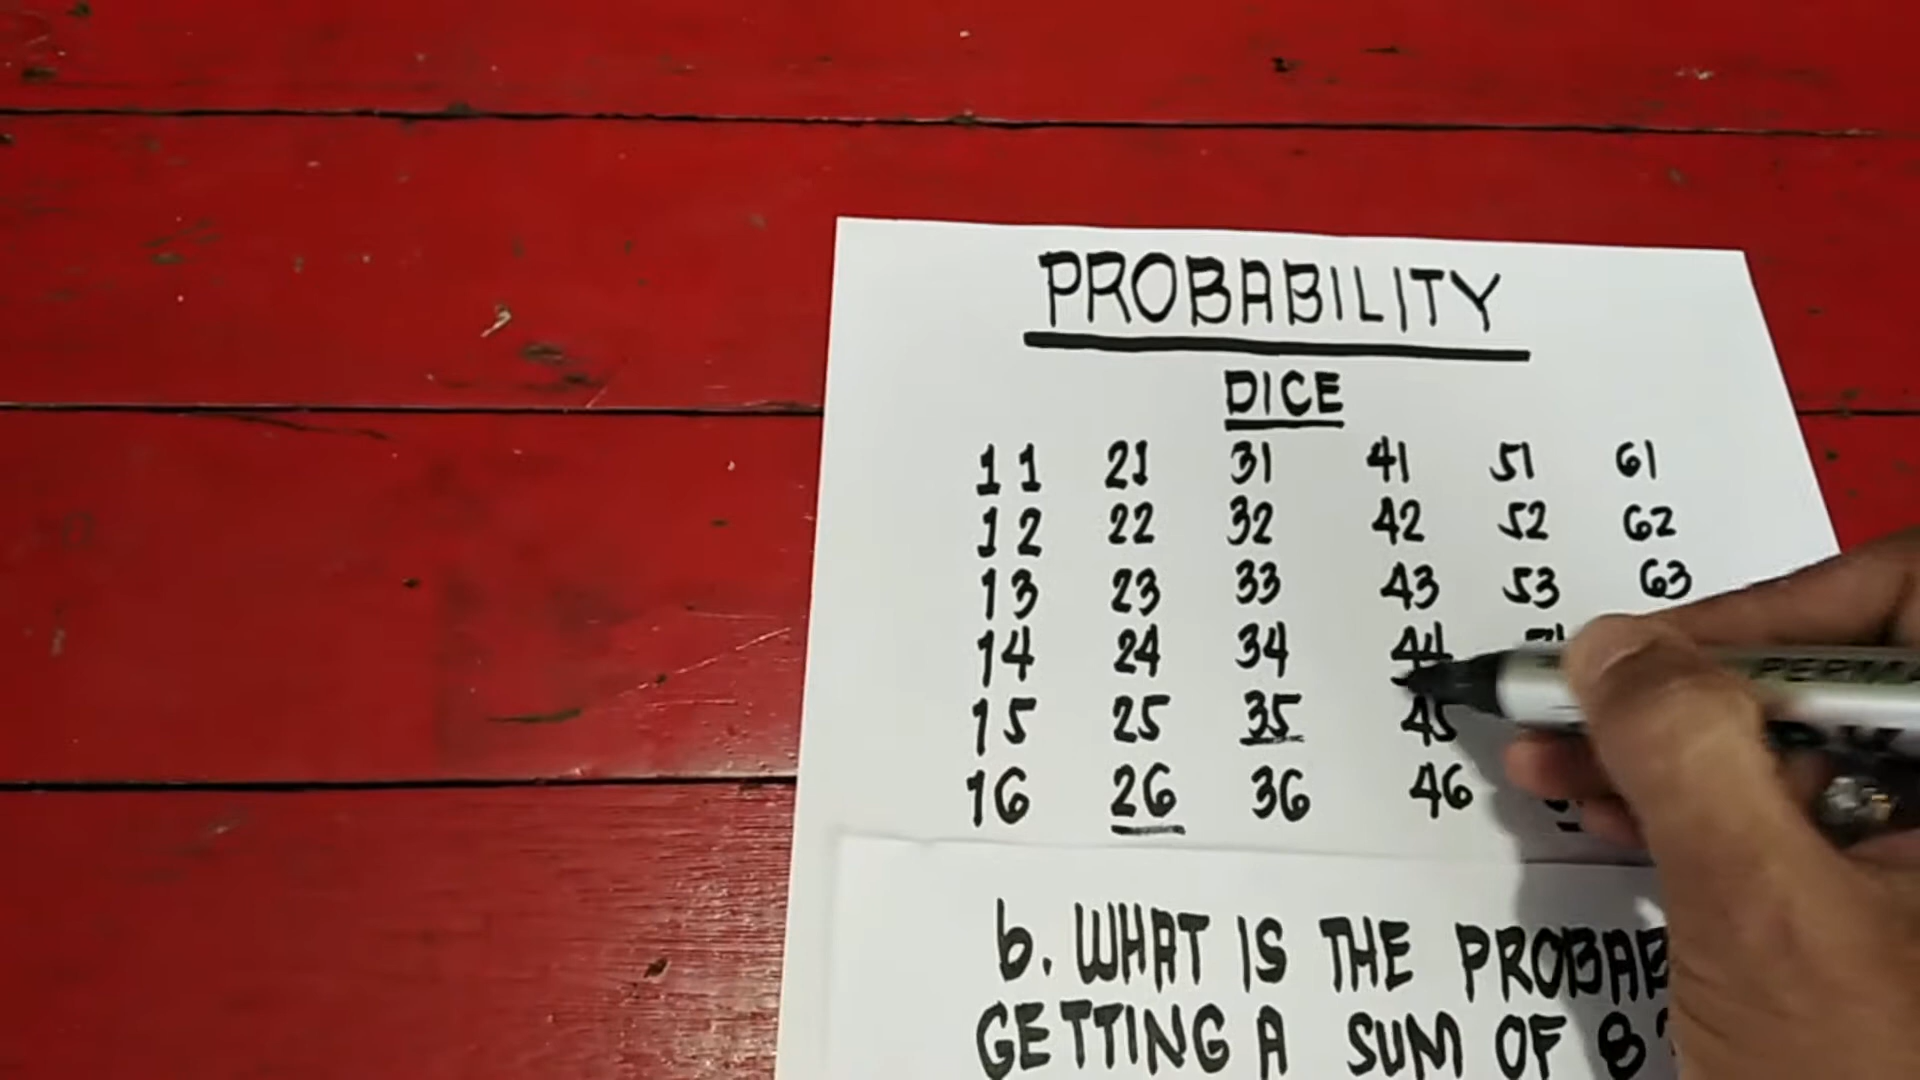 PROBABILITY
DICE
11 21 31 41 51 61
12 22 32 42 52 62
13 23 33 43 53 63
14 24 34 44
15 25 35 45
16 26 36 46
b. WHAT IS THE PROBAB
GETTING A SUM OF 8?
PERMA